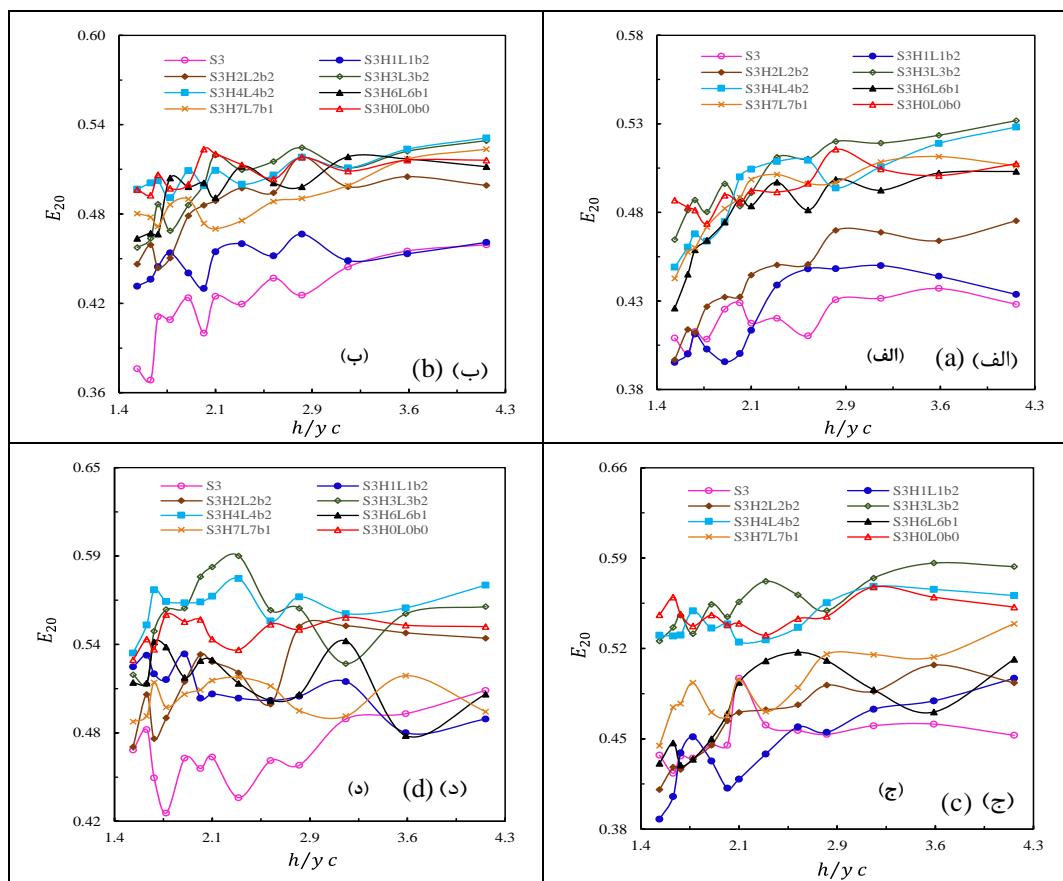 0.60
0.54
0.48
0.42
0.36
E20
S3
S3H1L1b2
S3H2L2b2
S3H3L3b2
S3H4L4b2
S3H6L6b1
S3H7L7b1
S3H0L0b0
(ب)
(b) (ب)
1.4 2.1 2.9 3.6 4.3
h/y c
0.58
0.53
0.48
0.43
0.38
E20
S3
S3H1L1b2
S3H2L2b2
S3H3L3b2
S3H4L4b2
S3H6L6b1
S3H7L7b1
S3H0L0b0
(الف)
(a) (الف)
1.4 2.1 2.9 3.6 4.3
h/y c
0.65
0.59
0.54
0.48
0.42
E20
S3
S3H1L1b2
S3H2L2b2
S3H3L3b2
S3H4L4b2
S3H6L6b1
S3H7L7b1
S3H0L0b0
(د)
(d) (د)
1.4 2.1 2.9 3.6 4.3
h/y c
0.66
0.59
0.52
0.45
0.38
E20
S3
S3H1L1b2
S3H2L2b2
S3H3L3b2
S3H4L4b2
S3H6L6b1
S3H7L7b1
S3H0L0b0
(ج)
(c) (ج)
1.4 2.1 2.9 3.6 4.3
h/y c